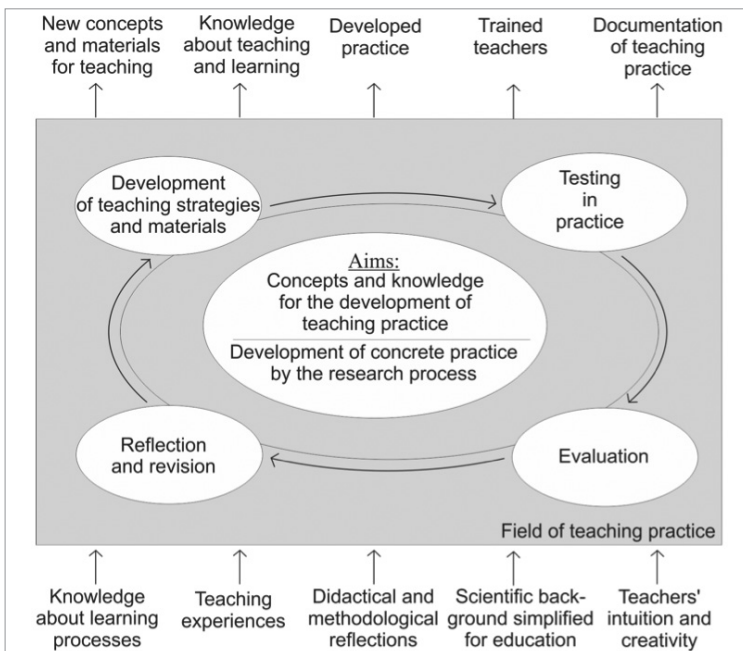 New concepts
and materials
for teaching
Knowledge
about teaching
and learning
Developed
practice
Trained
teachers
Documentation
of teaching
practice
Development
of teaching strategies
and materials
Testing
in
practice
Aims:
Concepts and knowledge
for the development of
teaching practice
Development of concrete practice
by the research process
Reflection
and revision
Evaluation
Field of teaching practice
Knowledge
about learning
processes
Teaching
experiences
Didactical and
methodological
reflections
Scientific back-
ground simplified
for education
Teachers'
intuition and
creativity